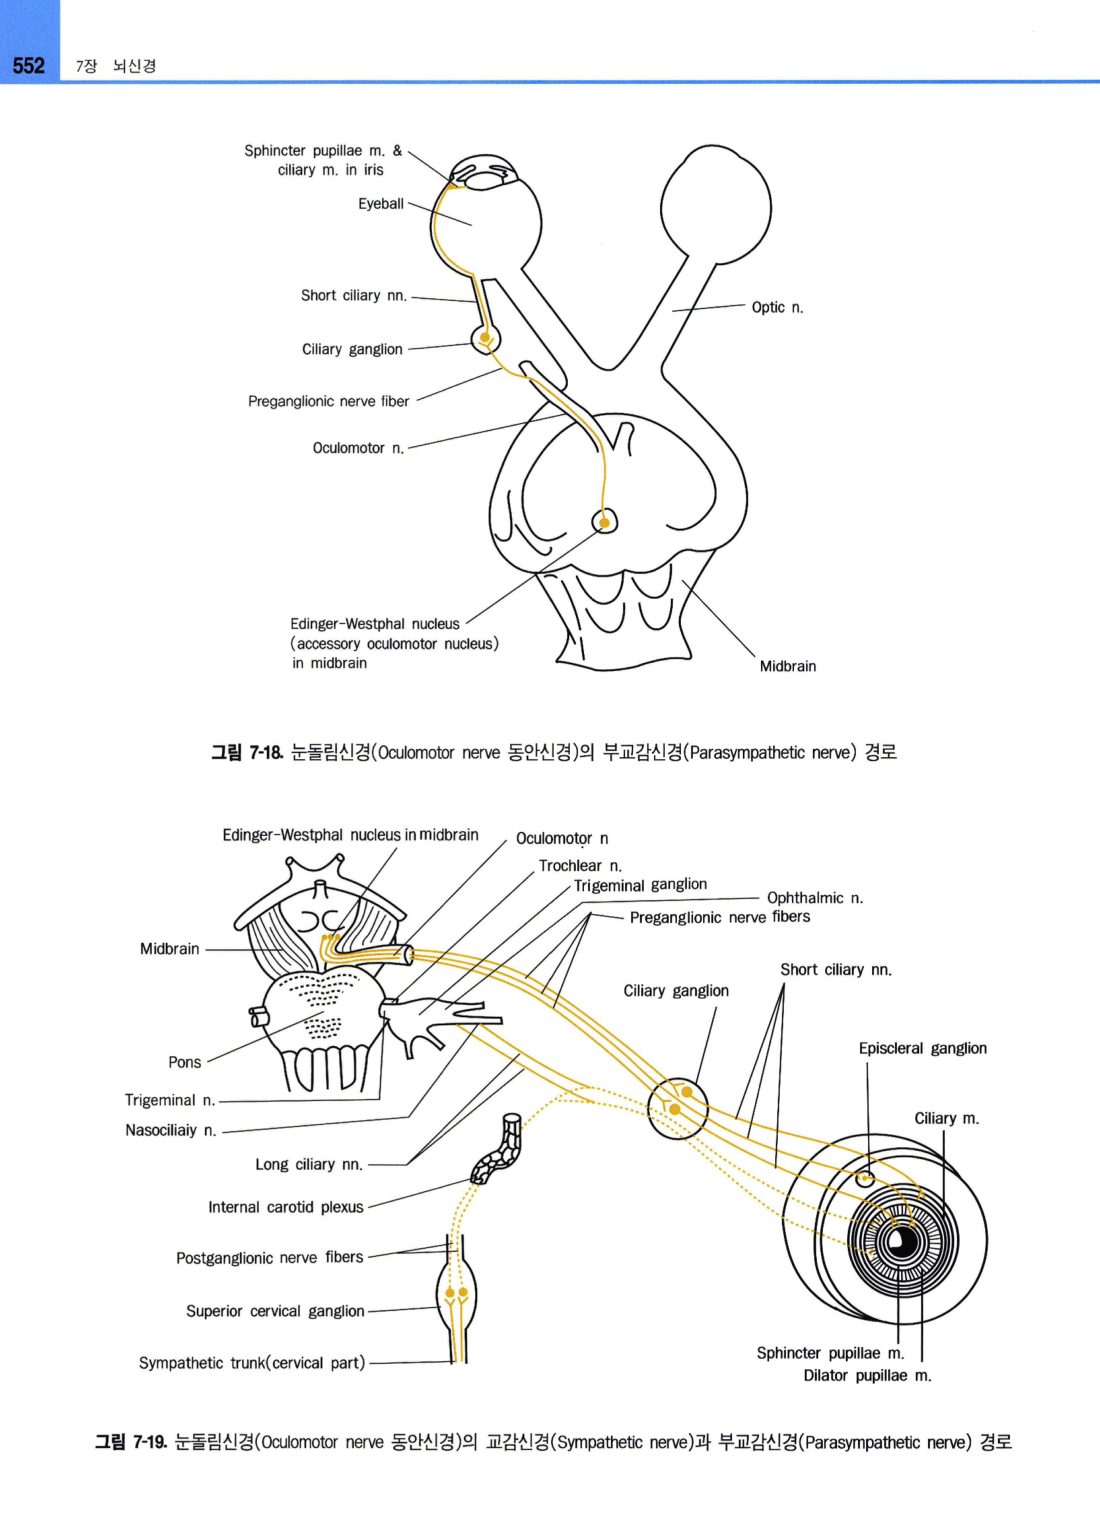 552
7장 뇌신경
Sphincter pupillae m. &
ciliary m. in iris
Eyeball
Short ciliary nn.
Optic n.
Ciliary ganglion
Preganglionic nerve fiber
Oculomotor n.
Edinger-Westphal nucleus
(accessory oculomotor nucleus)
in midbrain
Midbrain
그림 7-18. 눈돌림신경(Oculomotor nerve 동안신경)의 부교감신경(Parasympathetic nerve) 경로
Edinger-Westphal nucleus in midbrain
Oculomotor n
Trochlear n.
Trigeminal ganglion
Ophthalmic n.
Preganglionic nerve fibers
Midbrain
Short ciliary nn.
Ciliary ganglion
Episcleral ganglion
Pons
Trigeminal n.
Ciliary m.
Nasociliaiy n.
Long ciliary nn.
Internal carotid plexus
Postganglionic nerve fibers
Superior cervical ganglion
Sphincter pupillae m.
Sympathetic trunk(cervical part)
Dilator pupillae m.
그림 7-19. 눈돌림신경(Oculomotor nerve 동안신경)의 교감신경(Sympathetic nerve)과 부교감신경(Parasympathetic nerve) 경로